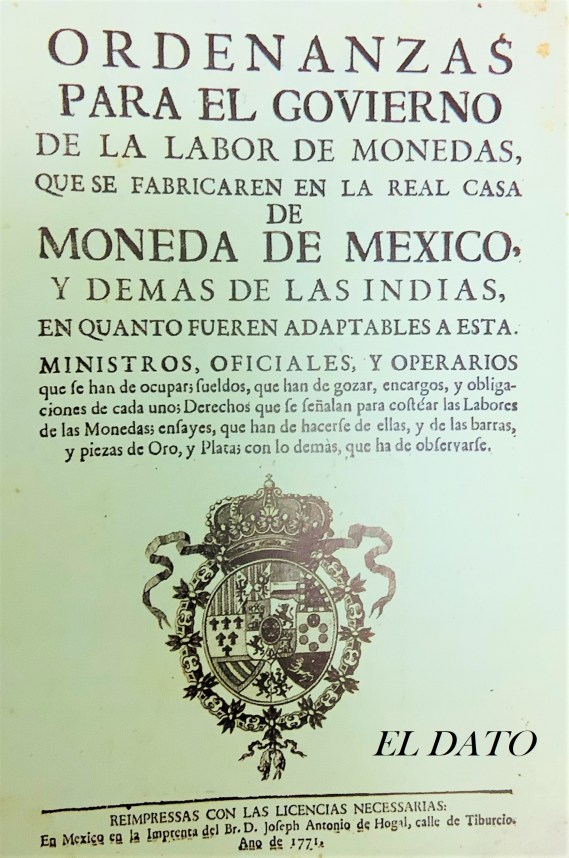 ORDENANZAS
PARA EL GOVIERNO
DE LA LABOR DE MONEDAS,
QUE SE FABRICAREN EN LA REAL CASA
DE
MONEDA DE MEXICO,
Y DEMAS DE LAS INDIAS,
EN QUANTO FUEREN ADAPTABLES A ESTA.
MINISTROS, OFICIALES, Y OPERARIOS
que ſe han de ocupar; ſueldos, que han de gozar, encargos, y obliga-
ciones de cada uno; Derechos que ſe ſeñalan para coſtéar las Labores
de las Monedas; enſayes, que han de hacerſe de ellas, y de las barras,
y piezas de Oro, y Plata; con lo demàs, que ha de obſervarſe.
EL DATO
REIMPRESSAS CON LAS LICENCIAS NECESSARIAS:
En Mexico en la Imprenta del Br. D. Joſeph Antonio de Hogal, calle de Tiburcio.
Ano de 1771.